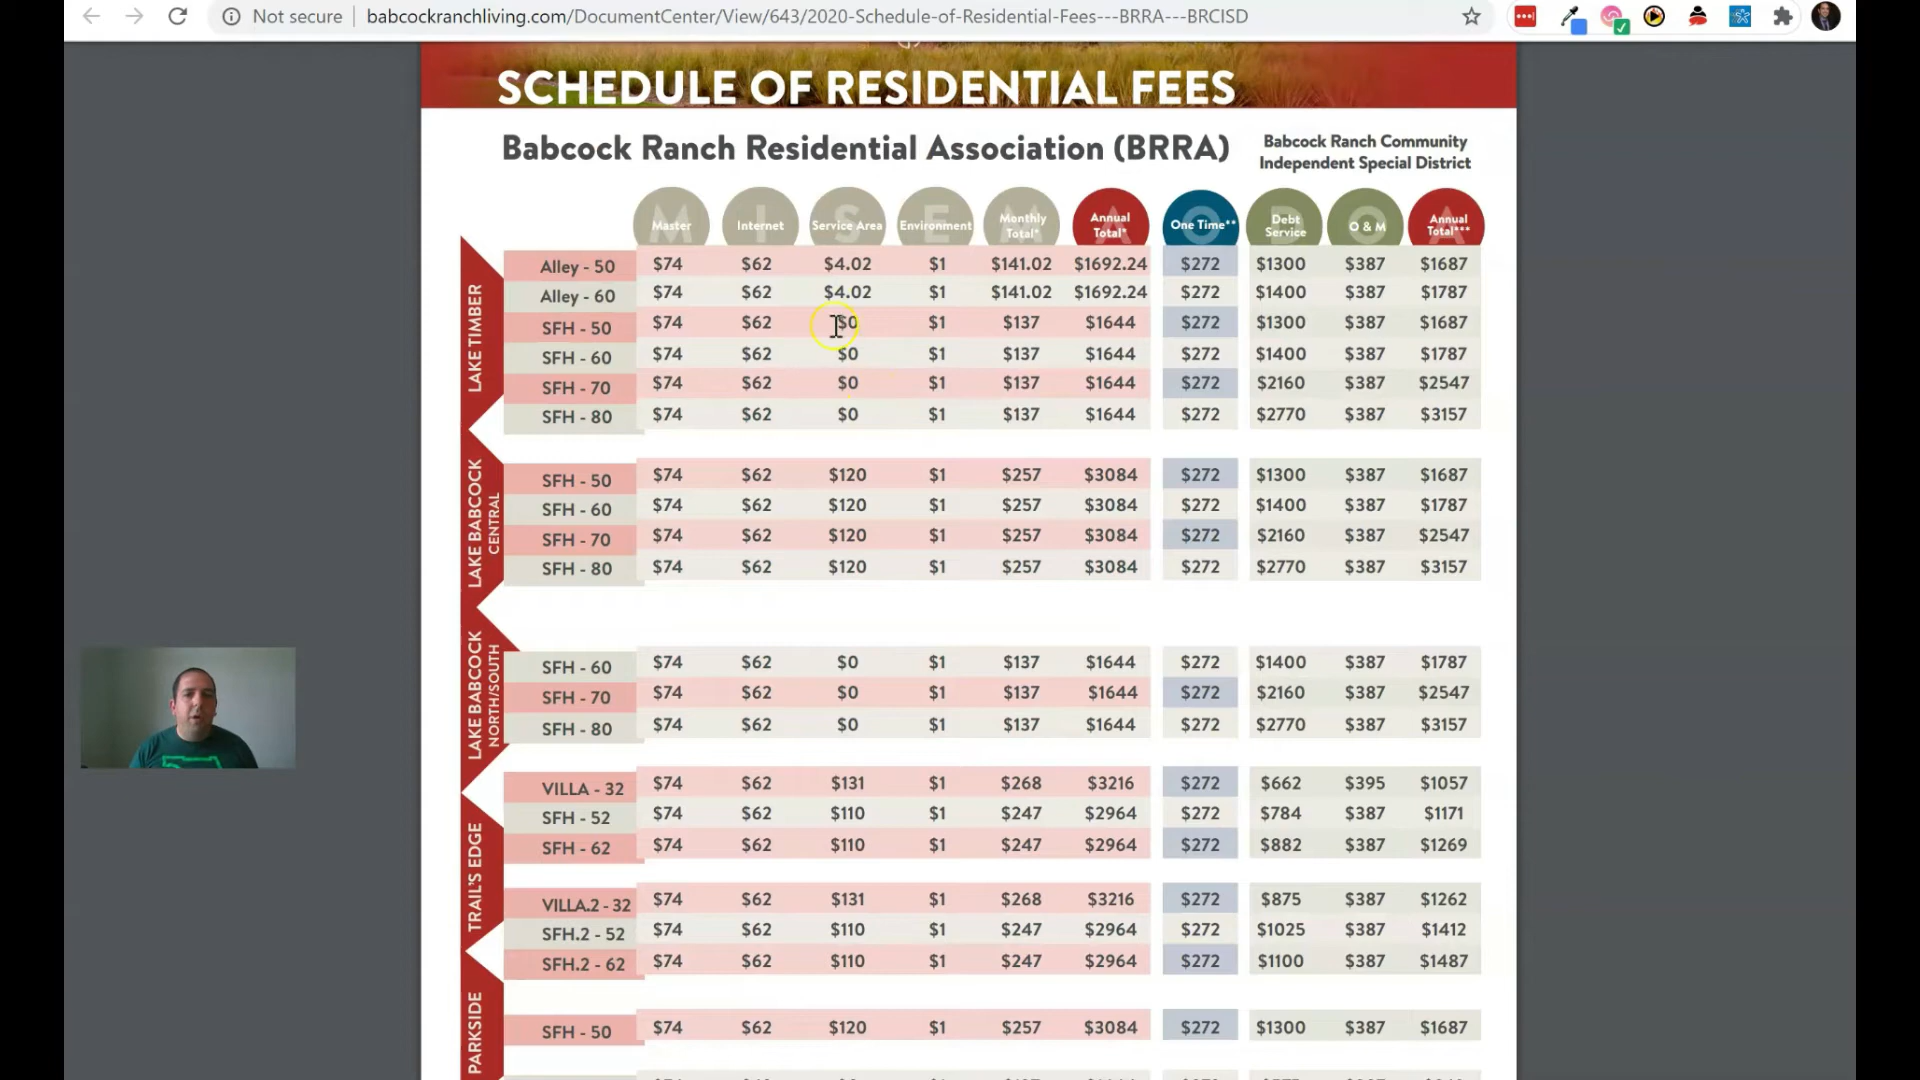 Not secure | babcockranchliving.com/DocumentCenter/View/643/2020-Schedule-of-Residential-Fees---BRRA---BRCISD
SCHEDULE OF RESIDENTIAL FEES
Babcock Ranch Residential Association (BRRA)
Babcock Ranch Community
Independent Special District
Master Internet Service Area Environment Monthly Total* Annual Total* One Time** Debt Service O & M Annual Total***
LAKE TIMBER
Alley - 50 $74 $62 $4.02 $1 $141.02 $1692.24 $272 $1300 $387 $1687
Alley - 60 $74 $62 $4.02 $1 $141.02 $1692.24 $272 $1400 $387 $1787
SFH - 50 $74 $62 $0 $1 $137 $1644 $272 $1300 $387 $1687
SFH - 60 $74 $62 $0 $1 $137 $1644 $272 $1400 $387 $1787
SFH - 70 $74 $62 $0 $1 $137 $1644 $272 $2160 $387 $2547
SFH - 80 $74 $62 $0 $1 $137 $1644 $272 $2770 $387 $3157
LAKE BABCOCK
CENTRAL
SFH - 50 $74 $62 $120 $1 $257 $3084 $272 $1300 $387 $1687
SFH - 60 $74 $62 $120 $1 $257 $3084 $272 $1400 $387 $1787
SFH - 70 $74 $62 $120 $1 $257 $3084 $272 $2160 $387 $2547
SFH - 80 $74 $62 $120 $1 $257 $3084 $272 $2770 $387 $3157
LAKE BABCOCK
NORTH/SOUTH
SFH - 60 $74 $62 $0 $1 $137 $1644 $272 $1400 $387 $1787
SFH - 70 $74 $62 $0 $1 $137 $1644 $272 $2160 $387 $2547
SFH - 80 $74 $62 $0 $1 $137 $1644 $272 $2770 $387 $3157
TRAIL'S EDGE
VILLA - 32 $74 $62 $131 $1 $268 $3216 $272 $662 $395 $1057
SFH - 52 $74 $62 $110 $1 $247 $2964 $272 $784 $387 $1171
SFH - 62 $74 $62 $110 $1 $247 $2964 $272 $882 $387 $1269
VILLA.2 - 32 $74 $62 $131 $1 $268 $3216 $272 $875 $387 $1262
SFH.2 - 52 $74 $62 $110 $1 $247 $2964 $272 $1025 $387 $1412
SFH.2 - 62 $74 $62 $110 $1 $247 $2964 $272 $1100 $387 $1487
PARKSIDE
SFH - 50 $74 $62 $120 $1 $257 $3084 $272 $1300 $387 $1687